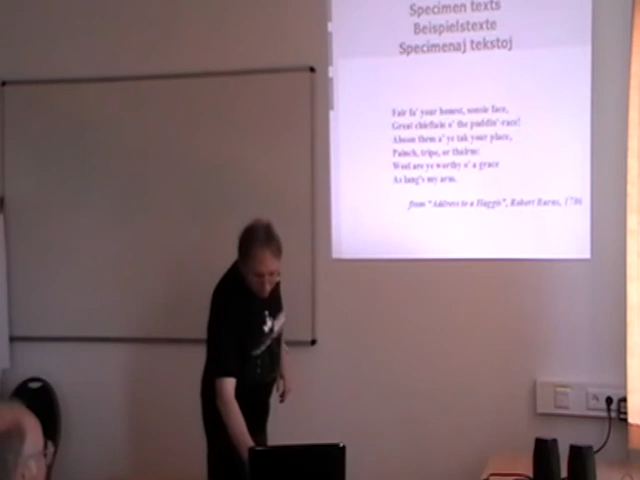 Specimen texts
Beispielstexte
Specimenaj tekstoj
Fair fa' your honest, sonsie face,
Great chieftain o' the puddin'-race!
Aboon them a' ye tak your place,
Painch, tripe, or thairm:
Weel are ye worthy o' a grace
As lang's my arm.
from "Address to a Haggis", Robert Burns, 1786